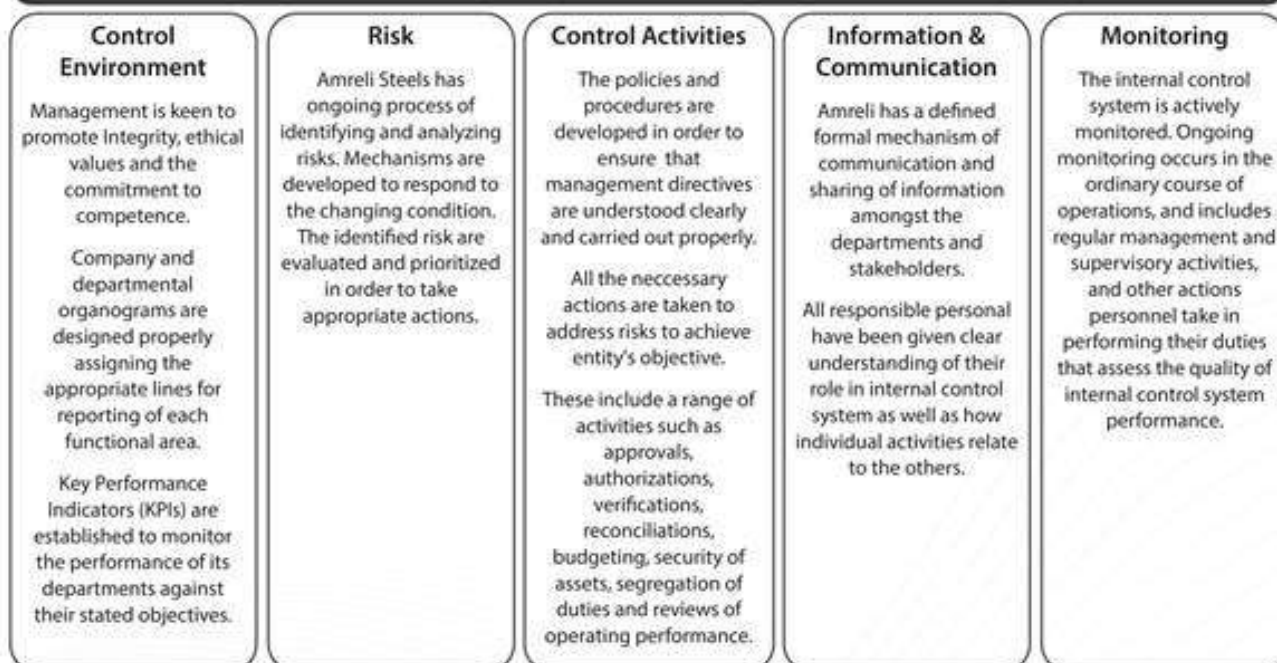 Control
Environment
Management is keen to
promote Integrity, ethical
values and the
commitment to
competence.
Company and
departmental
organograms are
designed properly
assigning the
appropriate lines for
reporting of each
functional area.
Key Performance
Indicators (KPIs) are
established to monitor
the performance of its
departments against
their stated objectives.
Risk
Amreli Steels has
ongoing process of
identifying and analyzing
risks. Mechanisms are
developed to respond to
the changing condition.
The identified risk are
evaluated and prioritized
in order to take
appropriate actions.
Control Activities
The policies and
procedures are
developed in order to
ensure that
management directives
are understood clearly
and carried out properly.
All the neccessary
actions are taken to
address risks to achieve
entity's objective.
These include a range of
activities such as
approvals,
authorizations,
verifications,
reconciliations,
budgeting, security of
assets, segregation of
duties and reviews of
operating performance.
Information &
Communication
Amreli has a defined
formal mechanism of
communication and
sharing of information
amongst the
departments and
stakeholders.
All responsible personal
have been given clear
understanding of their
role in internal control
system as well as how
individual activities relate
to the others.
Monitoring
The internal control
system is actively
monitored. Ongoing
monitoring occurs in the
ordinary course of
operations, and includes
regular management and
supervisory activities,
and other actions
personnel take in
performing their duties
that assess the quality of
internal control system
performance.